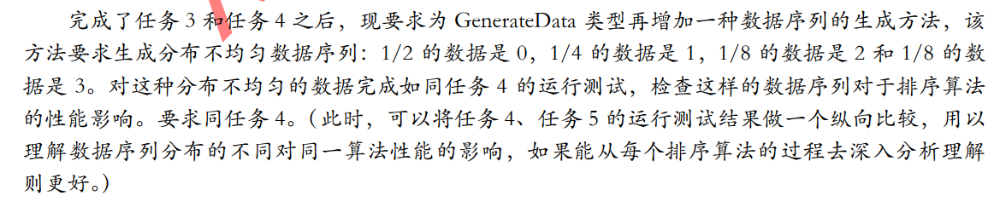 完成了任务 3 和任务 4 之后，现要求为 GenerateData 类型再增加一种数据序列的生成方法，该
方法要求生成分布不均匀数据序列：1/2 的数据是 0，1/4 的数据是 1，1/8 的数据是 2 和 1/8 的数
据是 3。对这种分布不均匀的数据完成如同任务 4 的运行测试，检查这样的数据序列对于排序算法
的性能影响。要求同任务 4。（此时，可以将任务 4、任务 5 的运行测试结果做一个纵向比较，用以
理解数据序列分布的不同对同一算法性能的影响，如果能从每个排序算法的过程去深入分析理解
则更好。）